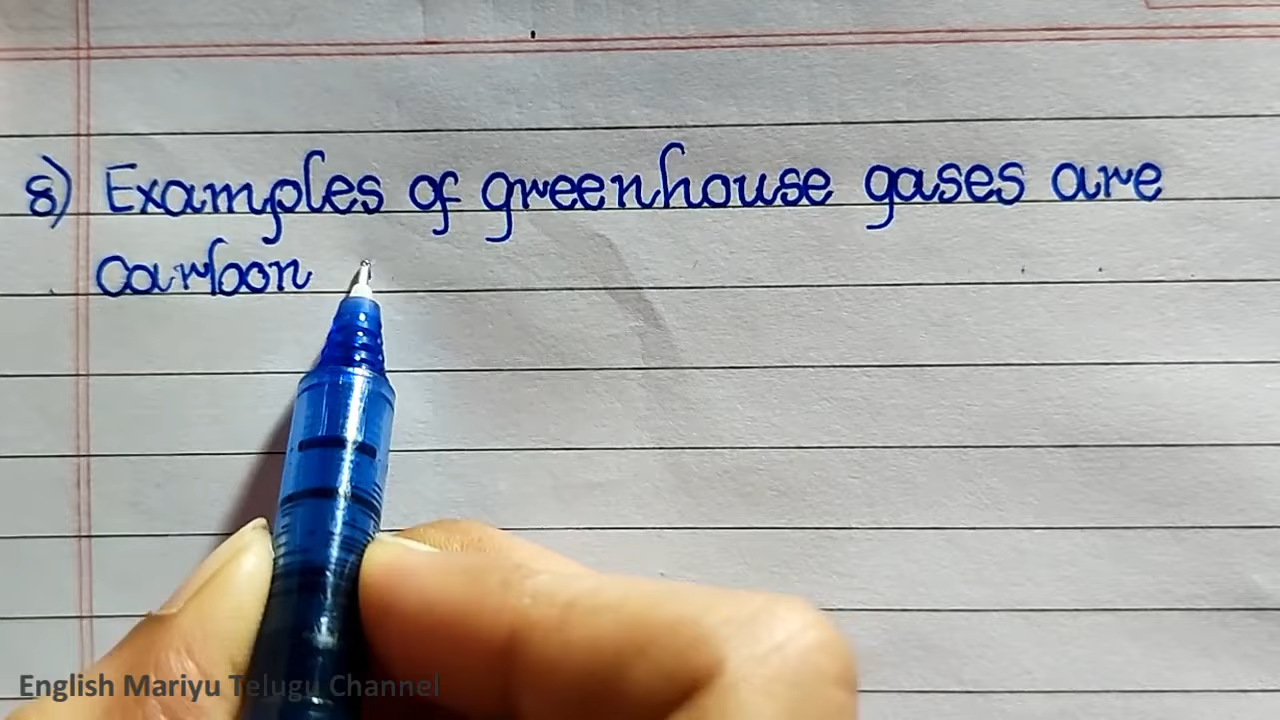 8) Examples of greenhouse gases are
carbon
English Mariyu Telugu Channel